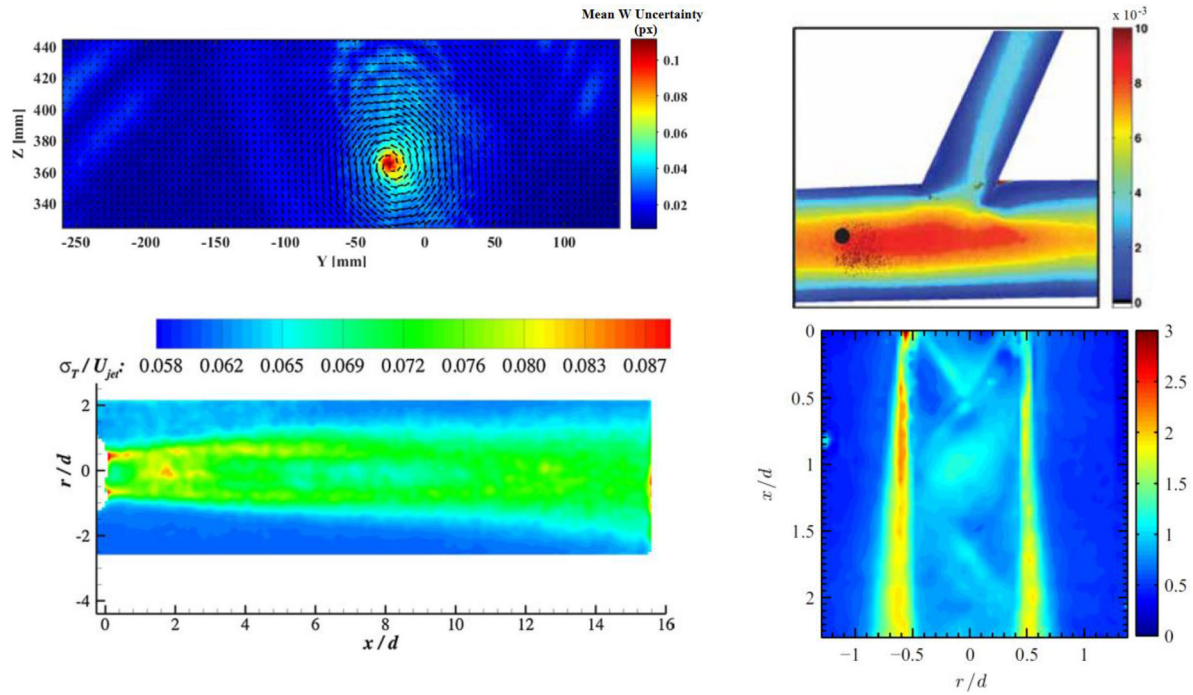 Mean W Uncertainty
(px)
440
420
400
380
360
340
Z [mm]
-250 -200 -150 -100 -50 0 50 100
Y [mm]
0.1
0.08
0.06
0.04
0.02
x 10⁻³
10
8
6
4
2
0
σT / Ujet: 0.058 0.062 0.065 0.069 0.072 0.076 0.080 0.083 0.087
2
0
-2
-4
r / d
0 2 4 6 8 10 12 14 16
x / d
0
0.5
1
1.5
2
x / d
−1 −0.5 0 0.5 1
r / d
3
2.5
2
1.5
1
0.5
0